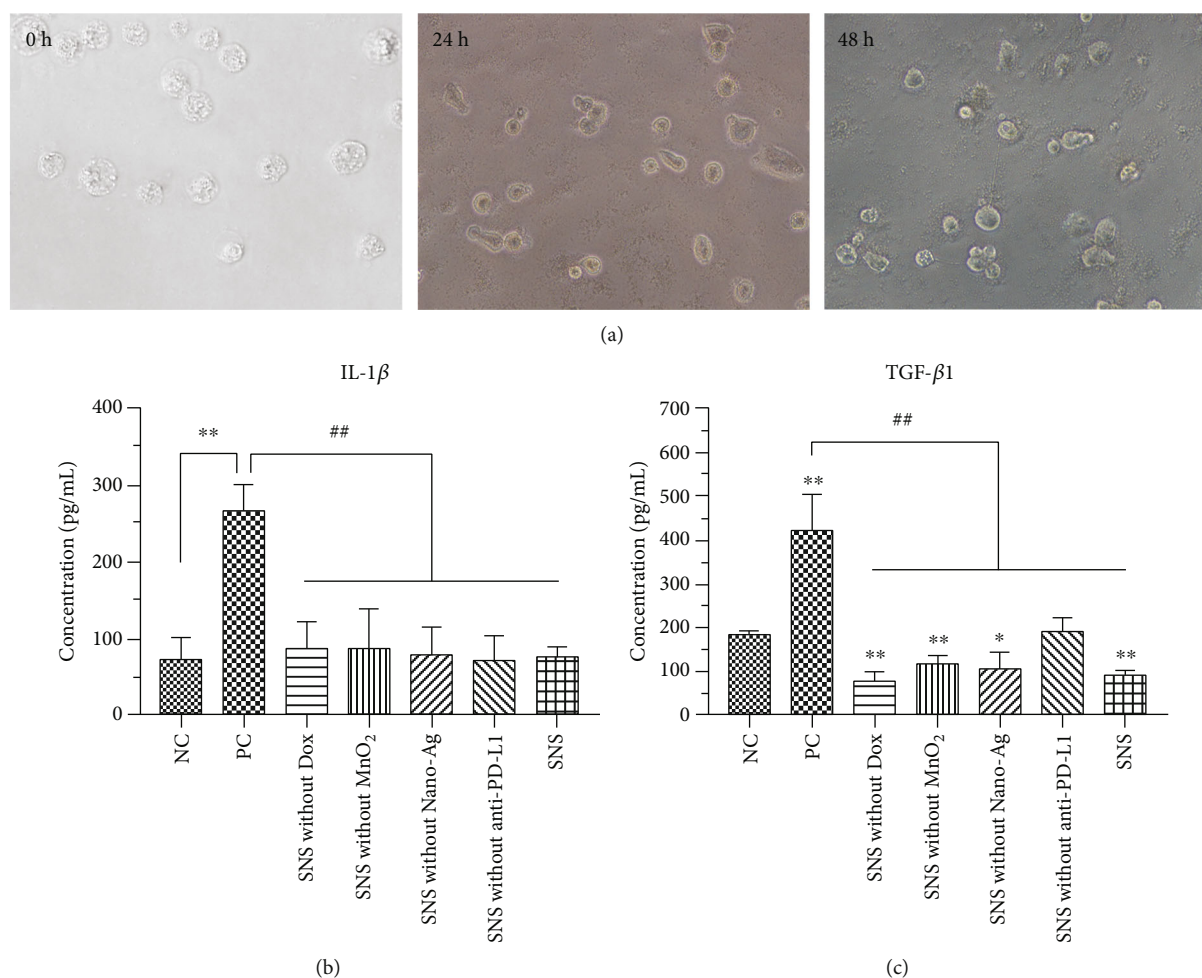 0 h
24 h
48 h
(a)
IL-1β
Concentration (pg/mL)
400
300
200
100
0
**
##
NC
PC
SNS without Dox
SNS without MnO₂
SNS without Nano-Ag
SNS without anti-PD-L1
SNS
(b)
TGF-β1
Concentration (pg/mL)
700
600
500
400
300
200
100
0
##
**
**
**
*
**
NC
PC
SNS without Dox
SNS without MnO₂
SNS without Nano-Ag
SNS without anti-PD-L1
SNS
(c)